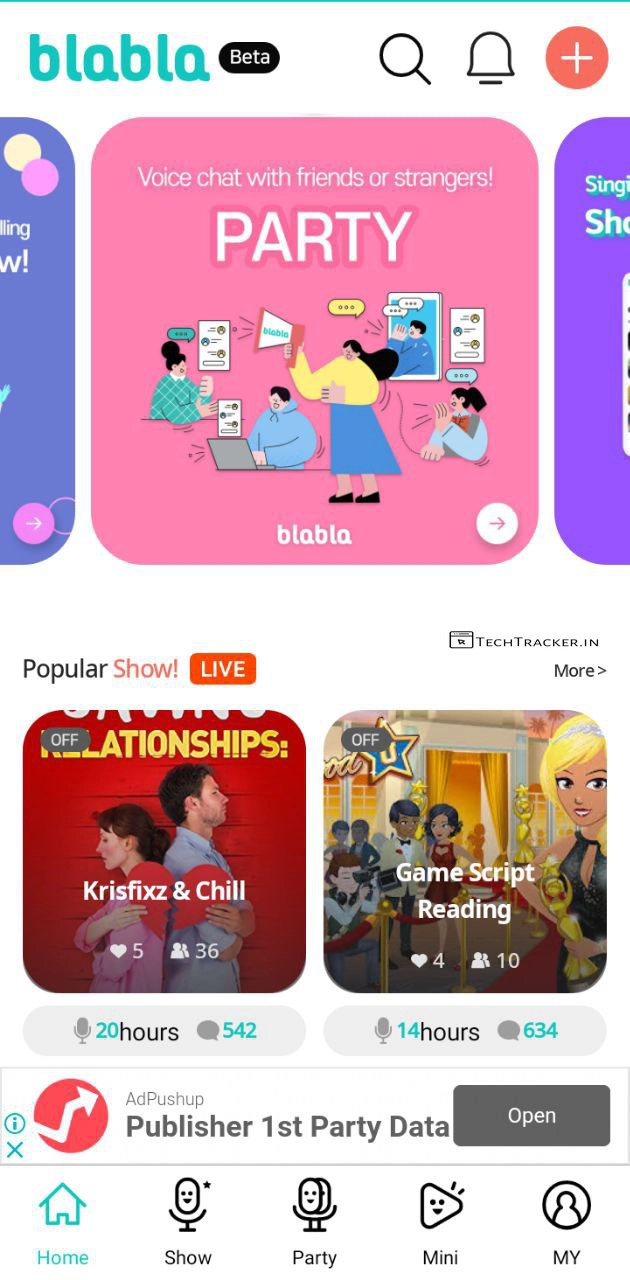 blabla Beta
lling
w!
Voice chat with friends or strangers!
PARTY
blabla
blabla
Singi
Sho
TECHTRACKER.IN
Popular Show! LIVE
More >
OFF
RELATIONSHIPS:
Krisfixz & Chill
5 36
OFF
Game Script
Reading
4 10
20hours 542
14hours 634
AdPushup
Publisher 1st Party Data
Open
Home
Show
Party
Mini
MY